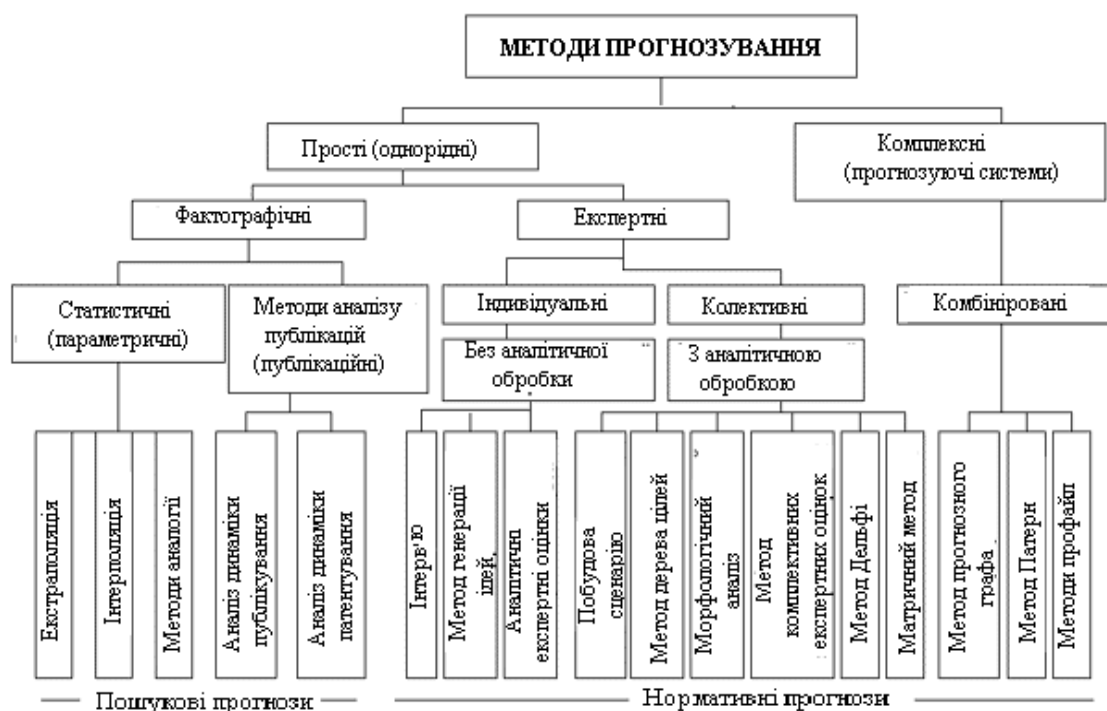 МЕТОДИ ПРОГНОЗУВАННЯ
Прості (однорідні)
Комплексні
(прогнозуючі системи)
Фактографічні
Експертні
Статистичні
(параметричні)
Методи аналізу
публікацій
(публікаційні)
Індивідуальні
Колективні
Комбініровані
Без аналітичної
обробки
З аналітичною
обробкою
Екстраполяція
Інтерполяція
Методи аналогії
Аналіз динаміки
публікування
Аналіз динаміки
патентування
Інтерв'ю
Метод генерації
ідей,
Аналітичні
експертні оцінки
Побудова
сценарію
Метод дерева цілей
Морфологічний
аналіз
Метод
комплективних
експертних оцінок
Метод Дельфі
Матричний метод
Метод прогнозного
графа
Метод Патерн
Методи профайл
Пошукові прогнози
Нормативні прогнози